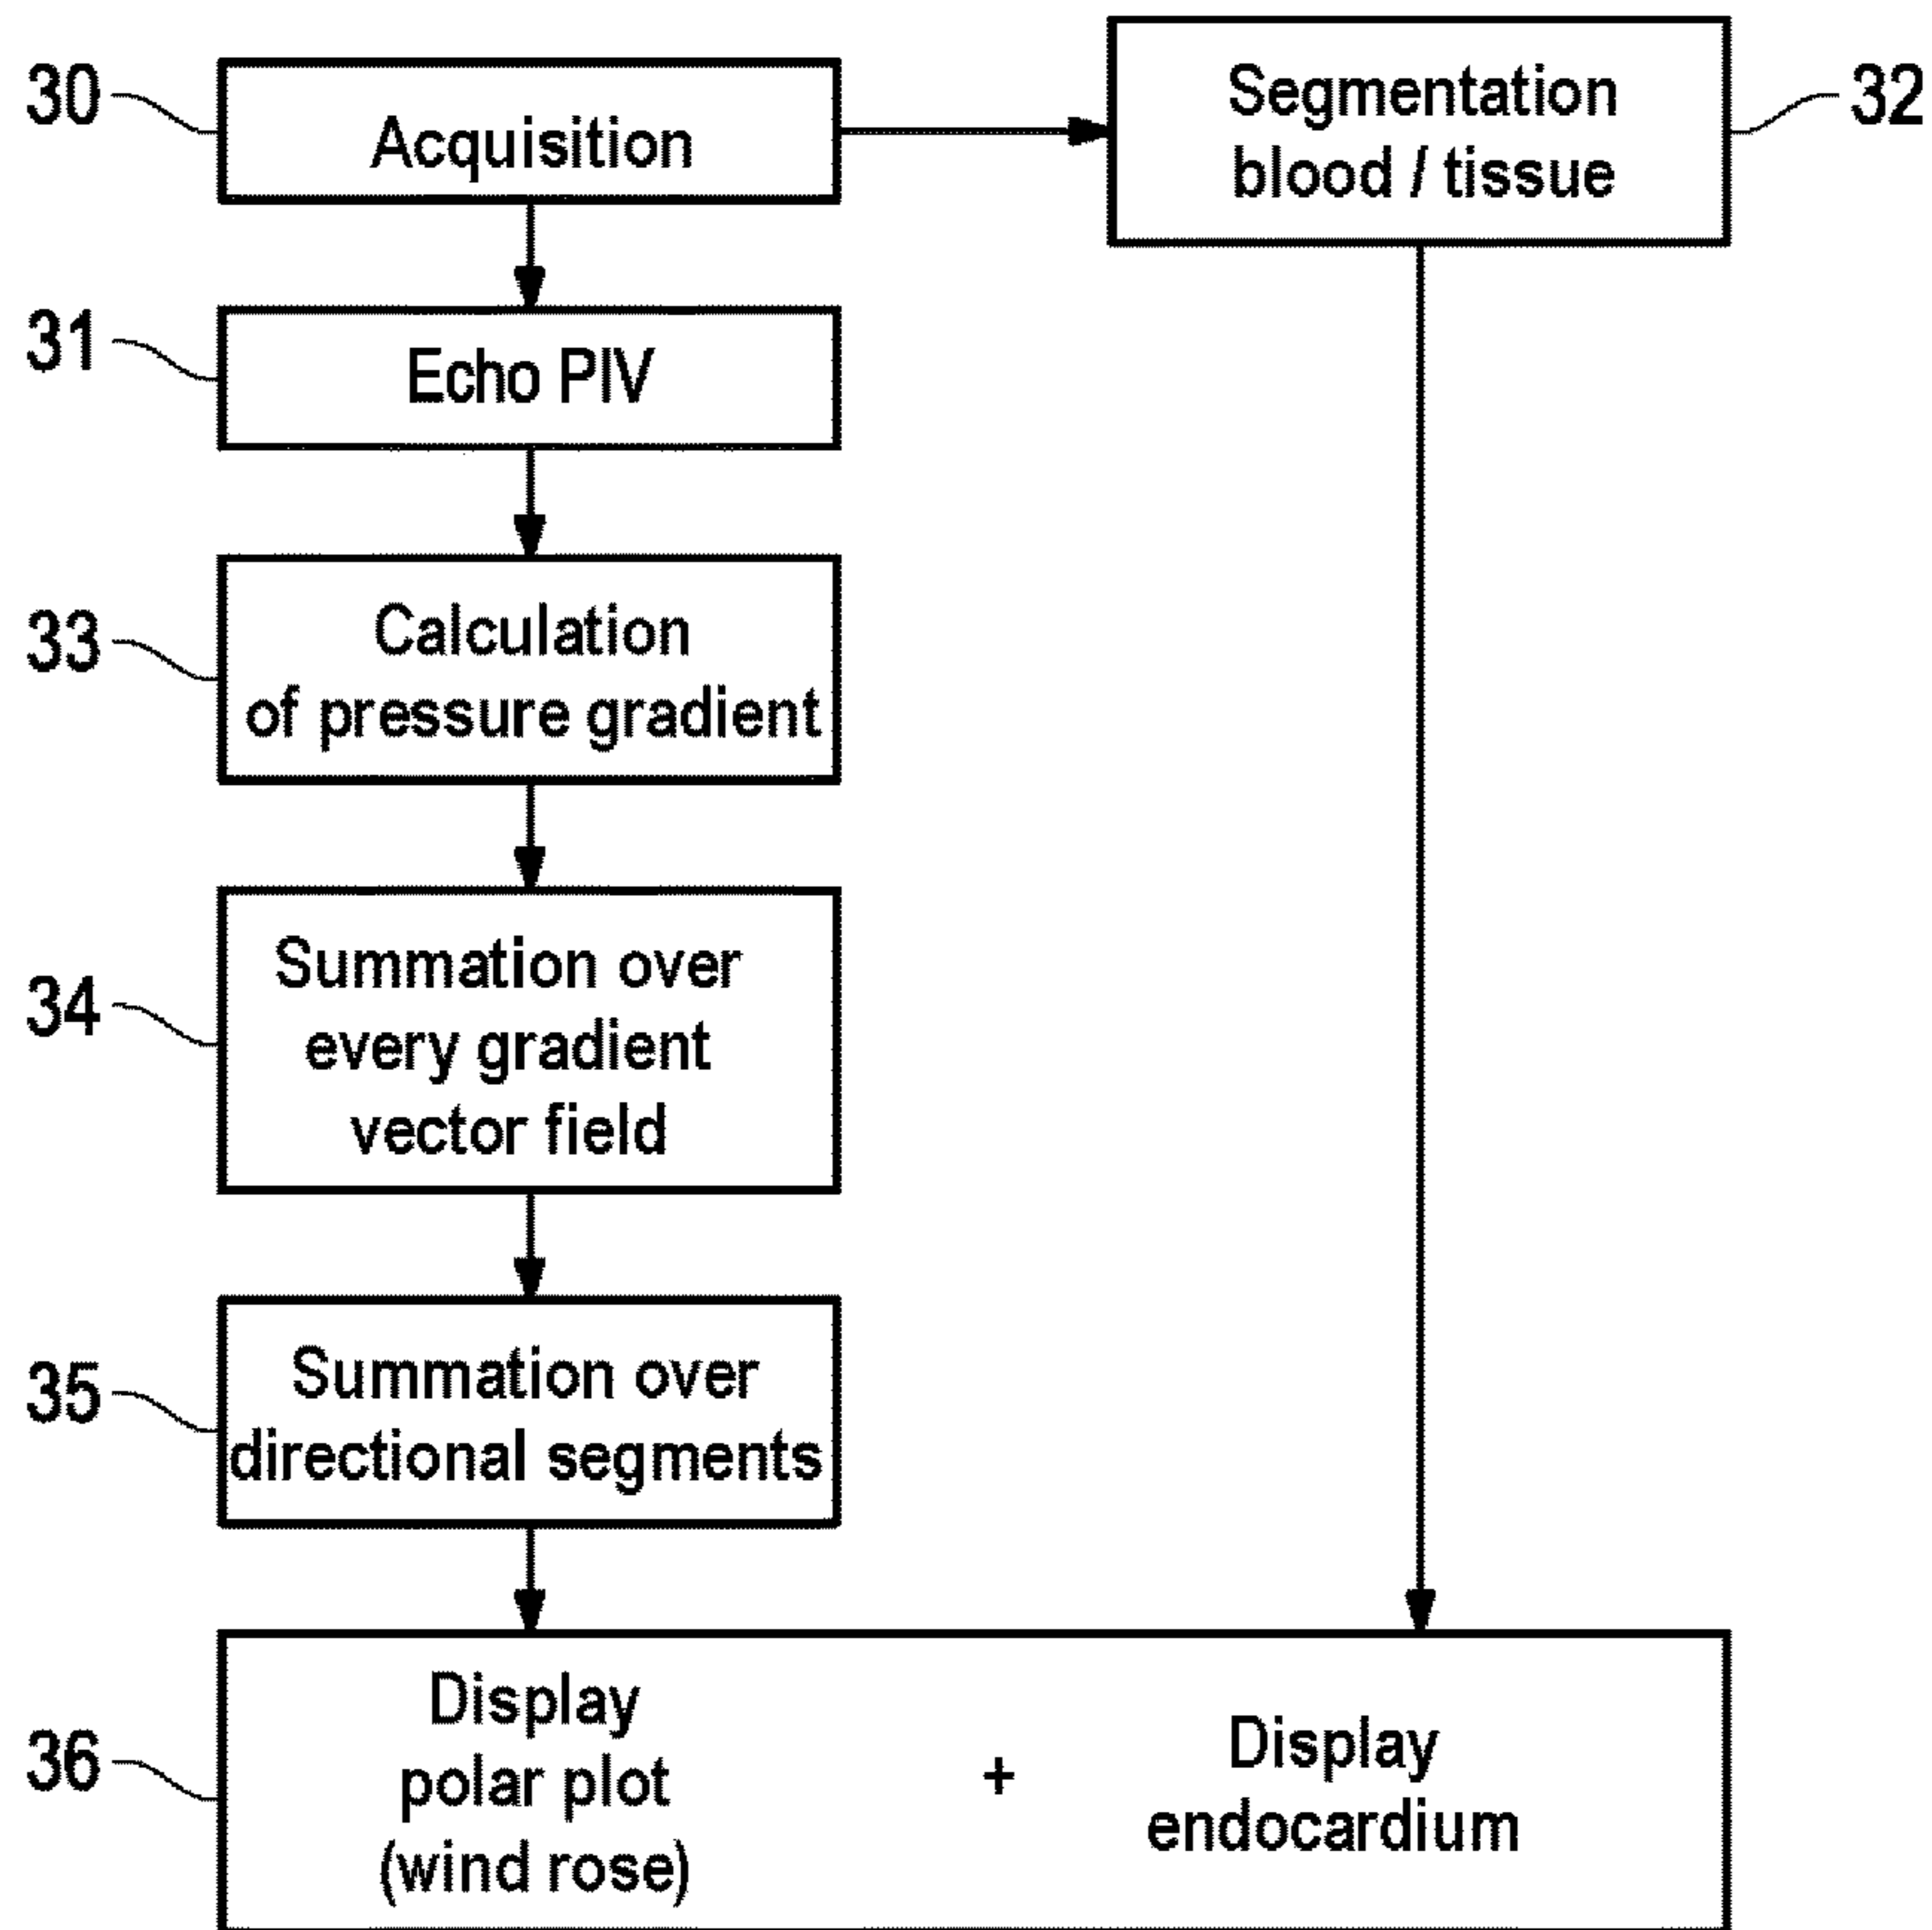 30
Acquisition
Segmentation
blood / tissue
32
31
Echo PIV
33
Calculation
of pressure gradient
34
Summation over
every gradient
vector field
35
Summation over
directional segments
36
Display
polar plot
(wind rose)
+
Display
endocardium